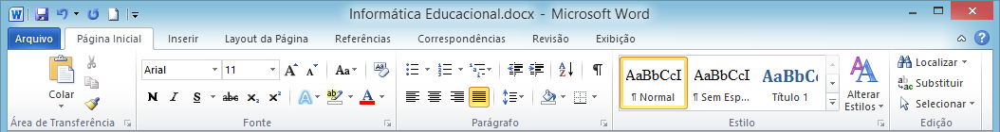 Informática Educacional.docx - Microsoft Word
Arquivo Página Inicial Inserir Layout da Página Referências Correspondências Revisão Exibição
Colar
Área de Transferência
Arial 11 A A Aa
N I S abc x₂ x² A ab A
Fonte
Parágrafo
AaBbCcI AaBbCcI AaBbCc
¶ Normal ¶ Sem Esp... Título 1
Alterar Estilos
Estilo
Localizar
Substituir
Selecionar
Edição